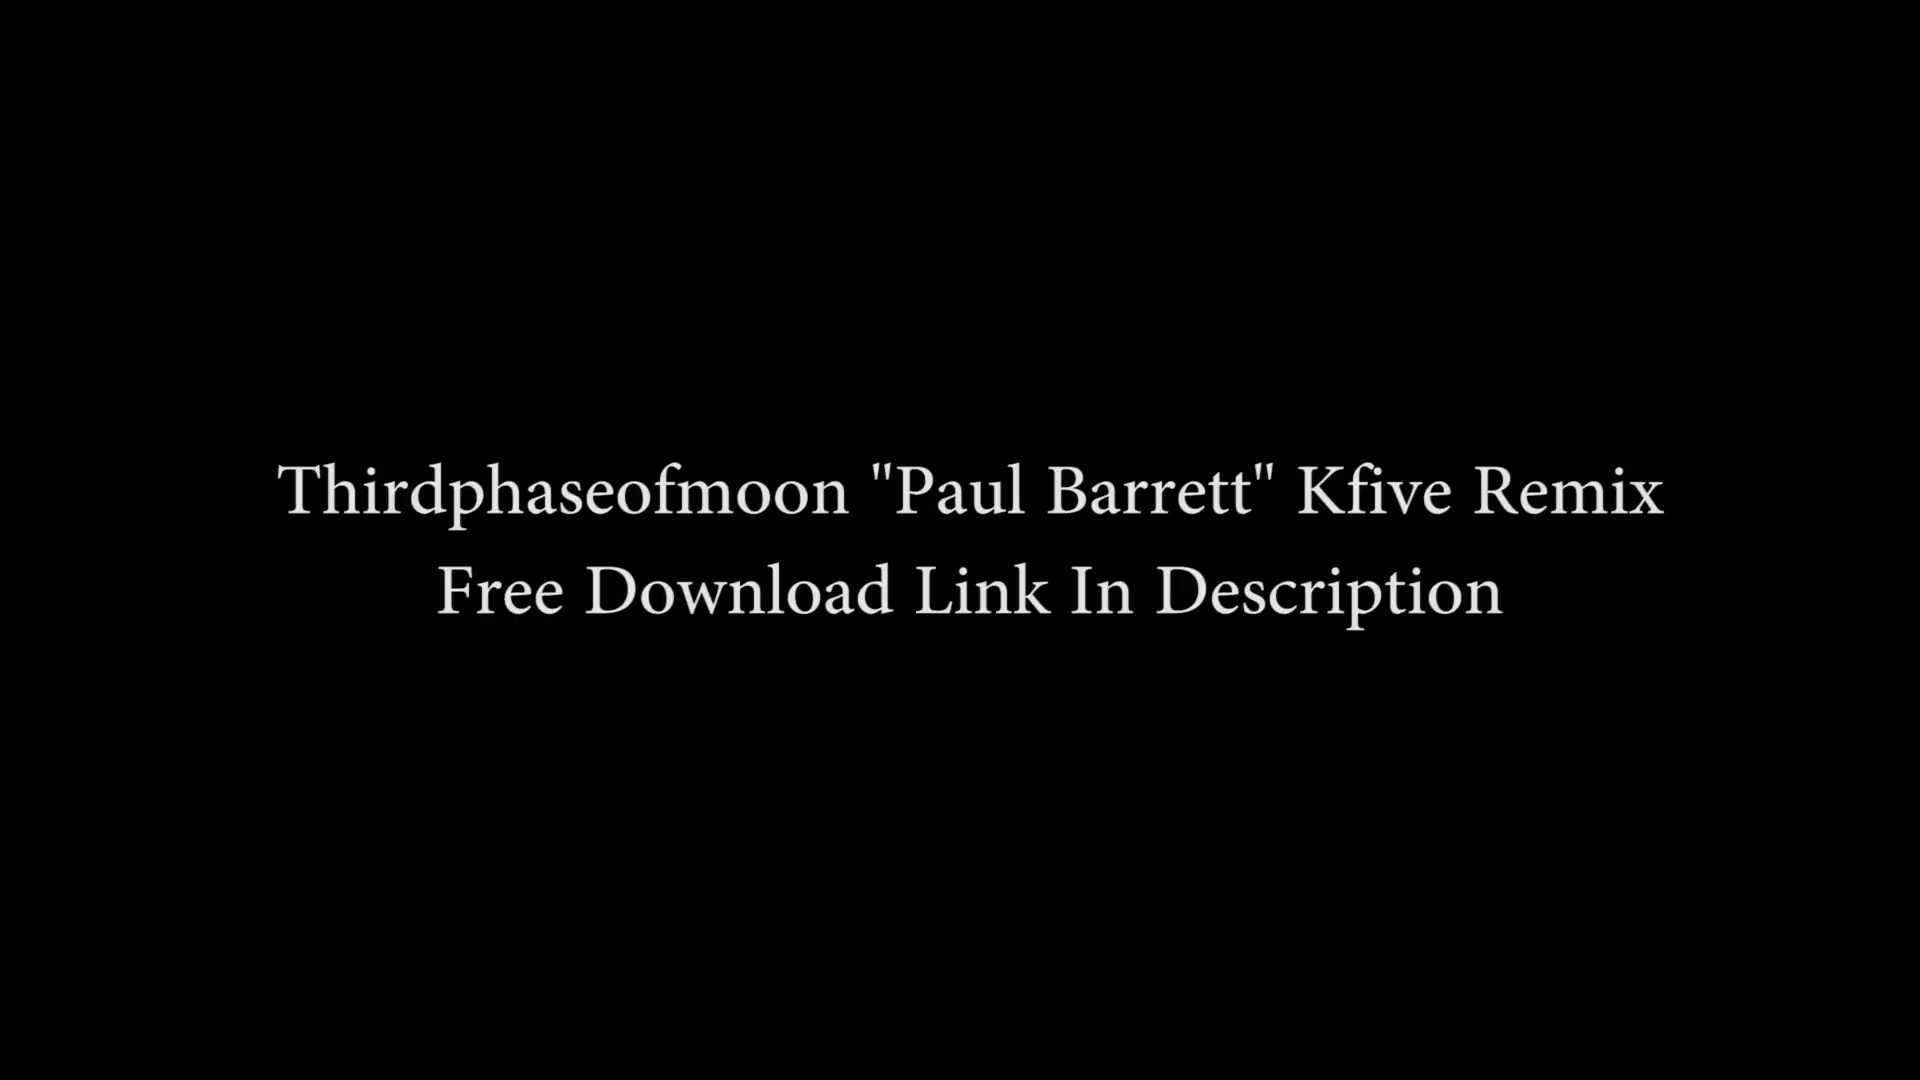 Thirdphaseofmoon "Paul Barrett" Kfive Remix
Free Download Link In Description